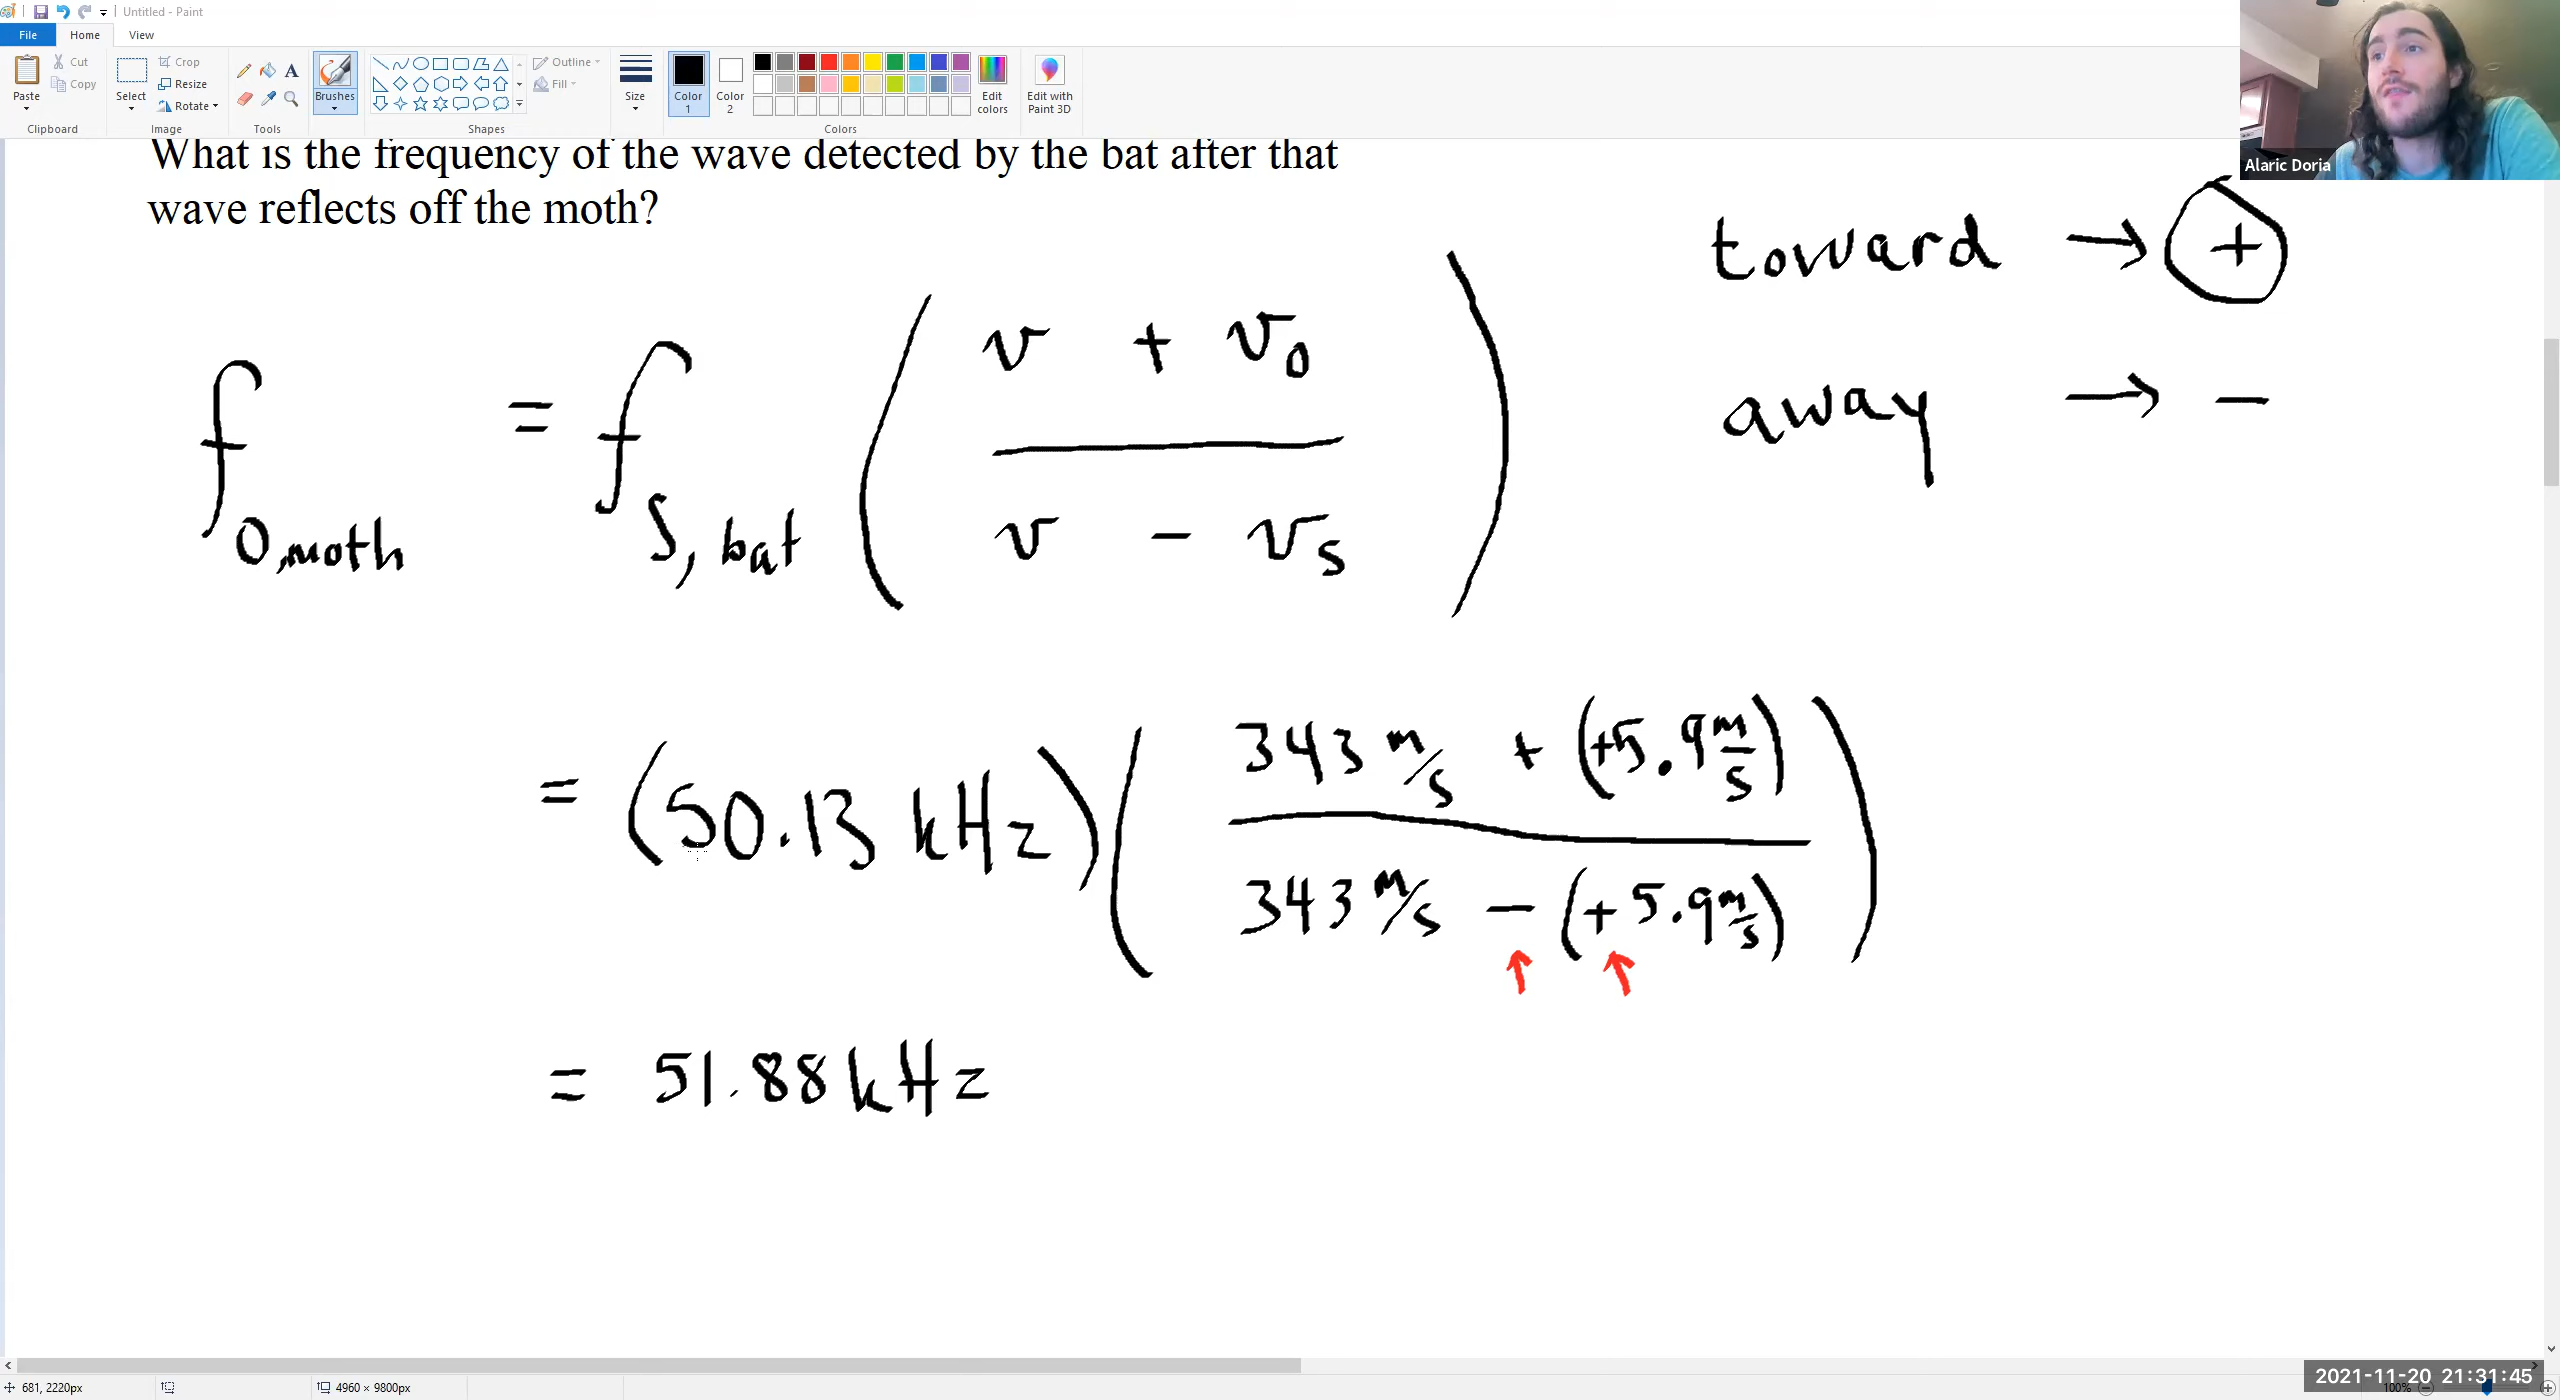 Untitled - Paint
File Home View
Paste Cut Copy Clipboard
Select Crop Resize Rotate Image
Tools
Brushes
Shapes Outline Fill
Size
Color 1 Color 2 Colors
Edit colors
Edit with Paint 3D
Alaric Doria
What is the frequency of the wave detected by the bat after that
wave reflects off the moth?
toward → +
away → -
f_{O,moth} = f_{S,bat} ( (v + v_o) / (v - v_s) )
= (50.13 kHz) ( (343 m/s + (+5.9 m/s)) / (343 m/s - (+5.9 m/s)) )
= 51.88 kHz
681, 2220px
4960 × 9800px
100%
2021-11-20 21:31:45